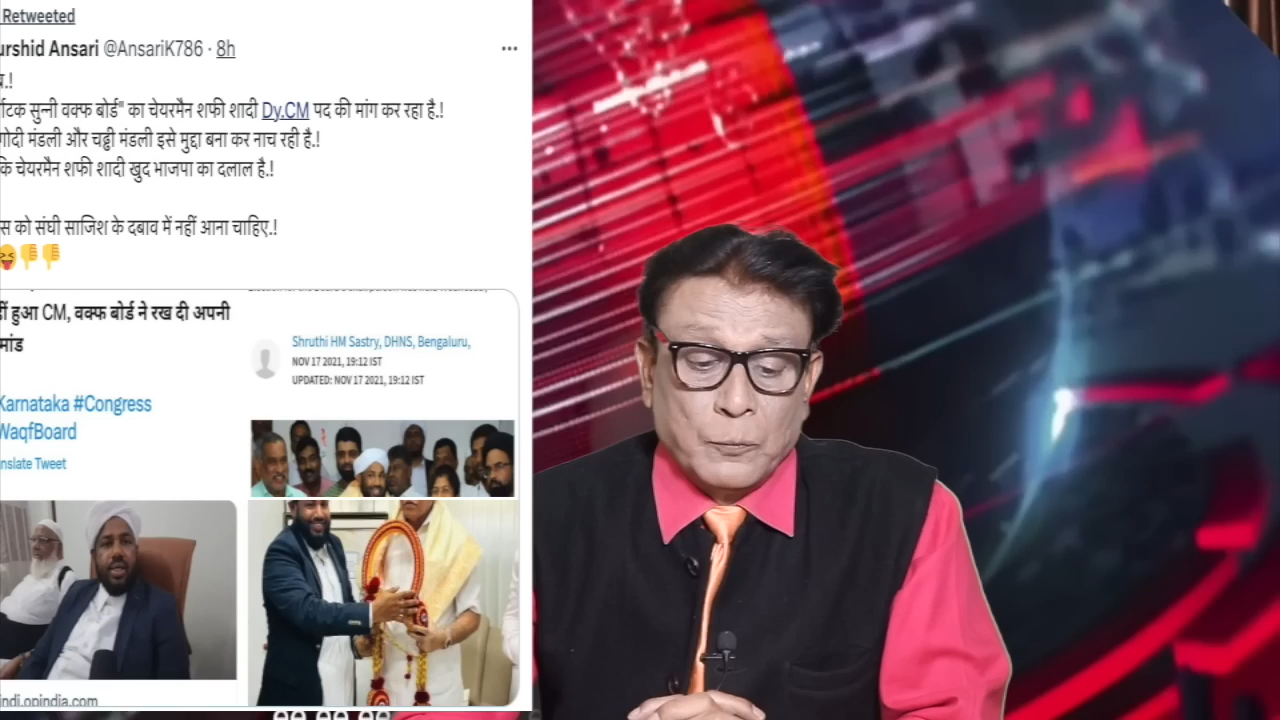 Retweeted
urshid Ansari @AnsariK786 · 8h
टक सुन्नी वक्फ बोर्ड" का चेयरमैन शफी शादी Dy.CM पद की मांग कर रहा है.!
गोदी मंडली और चड्डी मंडली इसे मुद्दा बना कर नाच रही है.!
कि चेयरमैन शफी शादी खुद भाजपा का दलाल है.!
स को संघी साजिश के दबाव में नहीं आना चाहिए.!
हुआ CM, वक्फ बोर्ड ने रख दी अपनी
मांड
Karnataka #Congress
WaqfBoard
nslate Tweet
Shruthi HM Sastry, DHNS, Bengaluru,
NOV 17 2021, 19:12 IST
UPDATED: NOV 17 2021, 19:12 IST
indi.opindia.com